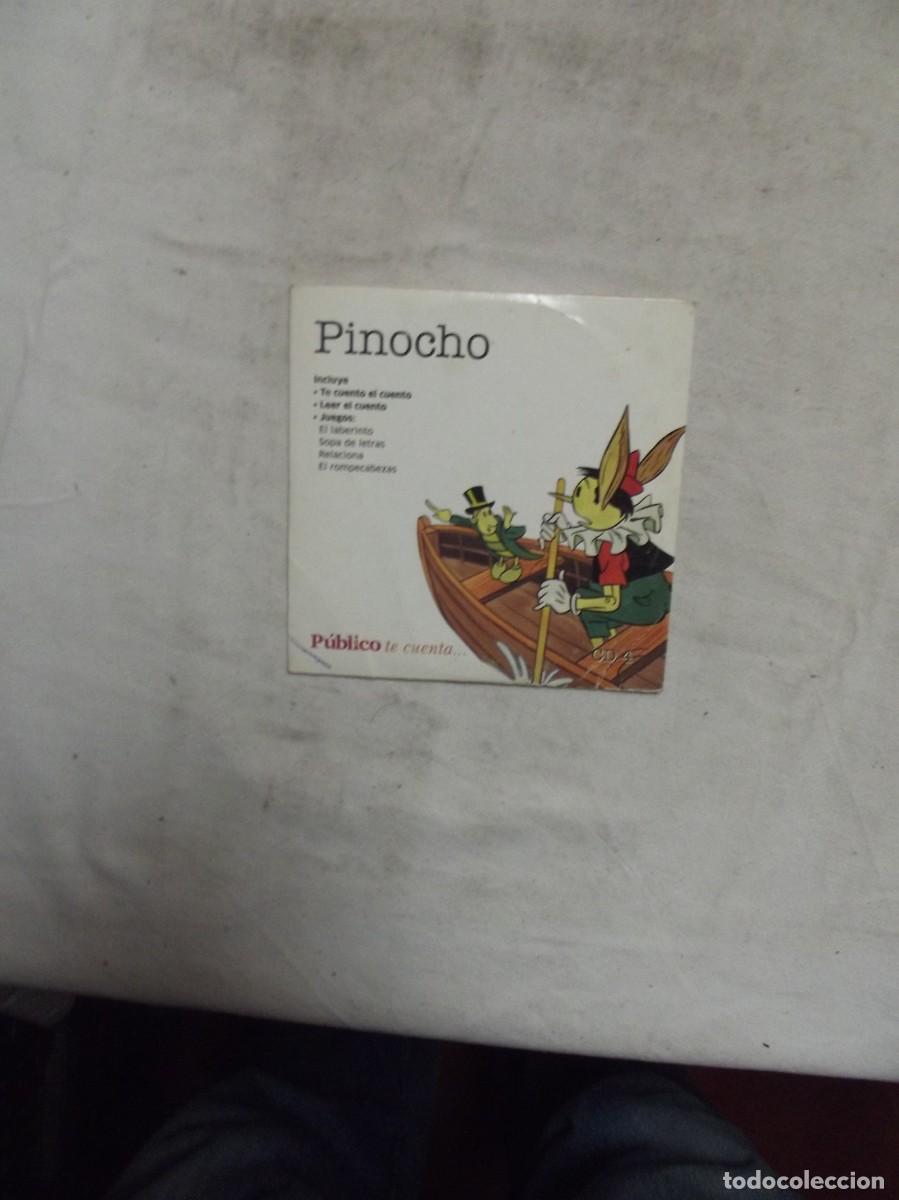 Pinocho
Incluye
• Te cuento el cuento
• Leer el cuento
• Juegos:
El laberinto
Sopa de letras
Relaciona
El rompecabezas
Público te cuenta...
CD 4
todocoleccion